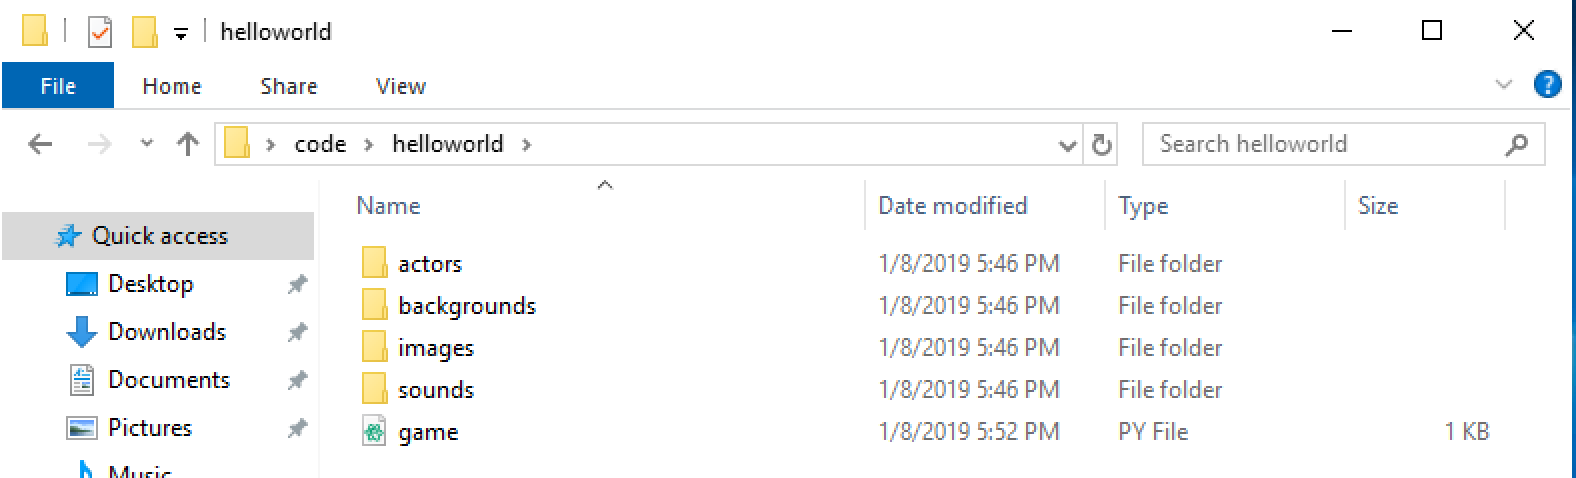 helloworld
File Home Share View
code helloworld
Search helloworld
Name Date modified Type Size
Quick access
Desktop
Downloads
Documents
Pictures
Music
actors 1/8/2019 5:46 PM File folder
backgrounds 1/8/2019 5:46 PM File folder
images 1/8/2019 5:46 PM File folder
sounds 1/8/2019 5:46 PM File folder
game 1/8/2019 5:52 PM PY File 1 KB